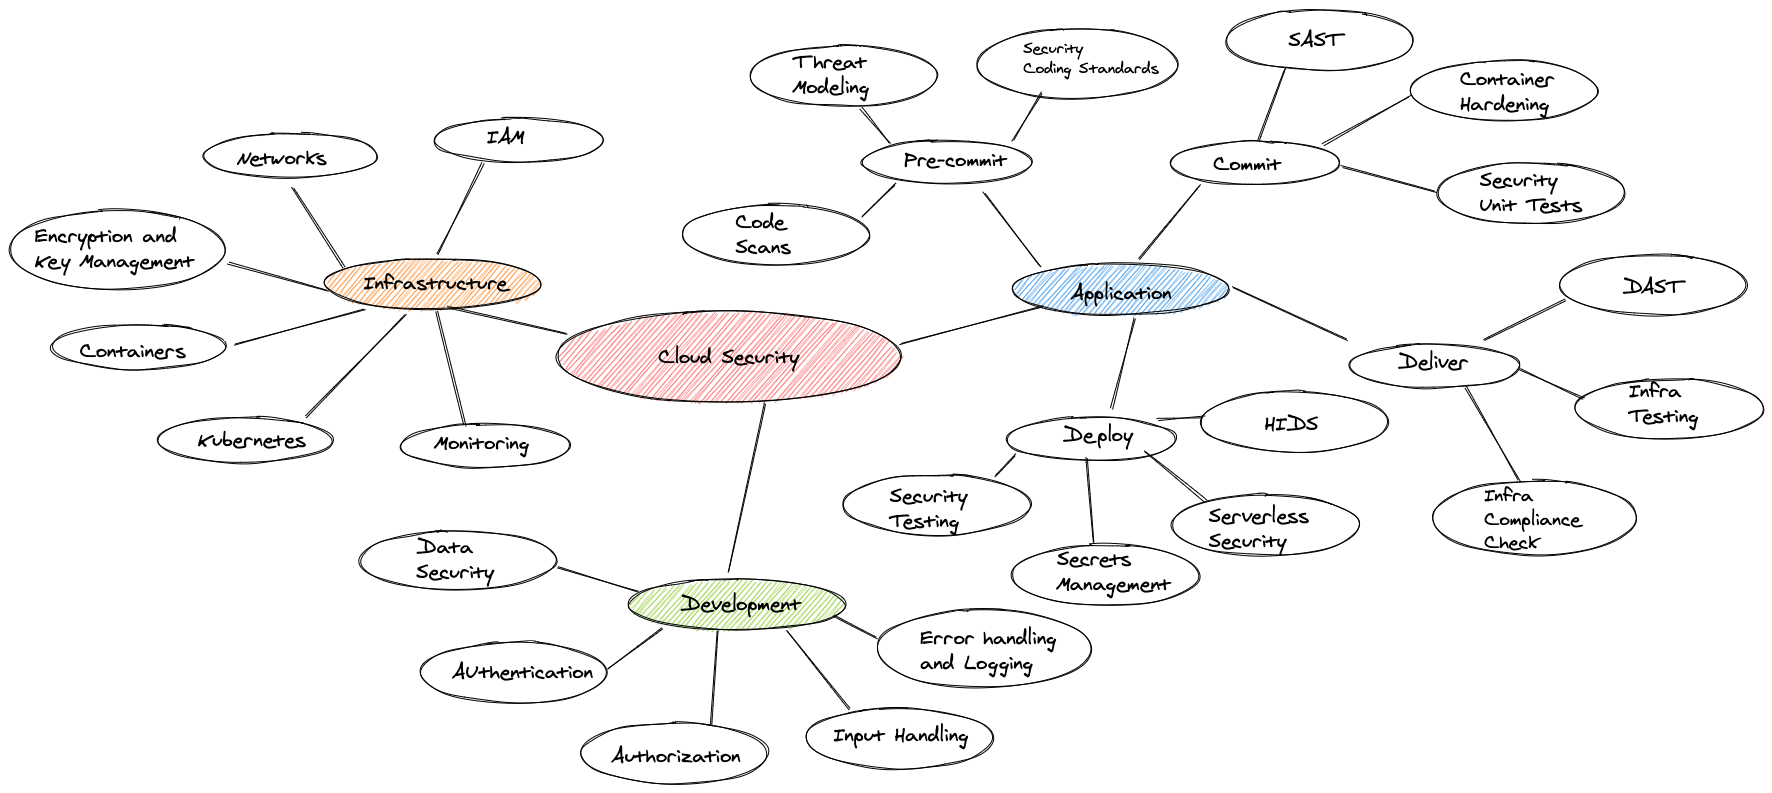 SAST
Security
Coding Standards
Threat
Modeling
Container
Hardening
IAM
Networks
Pre-commit
Commit
Security
Unit Tests
Code
Scans
Encryption and
Key Management
Infrastructure
Application
DAST
Containers
Cloud Security
Deliver
Infra
Testing
Kubernetes
Monitoring
Deploy
HIDS
Security
Testing
Serverless
Security
Infra
Compliance
Check
Secrets
Management
Data
Security
Development
Error handling
and Logging
AUthentication
Authorization
Input Handling